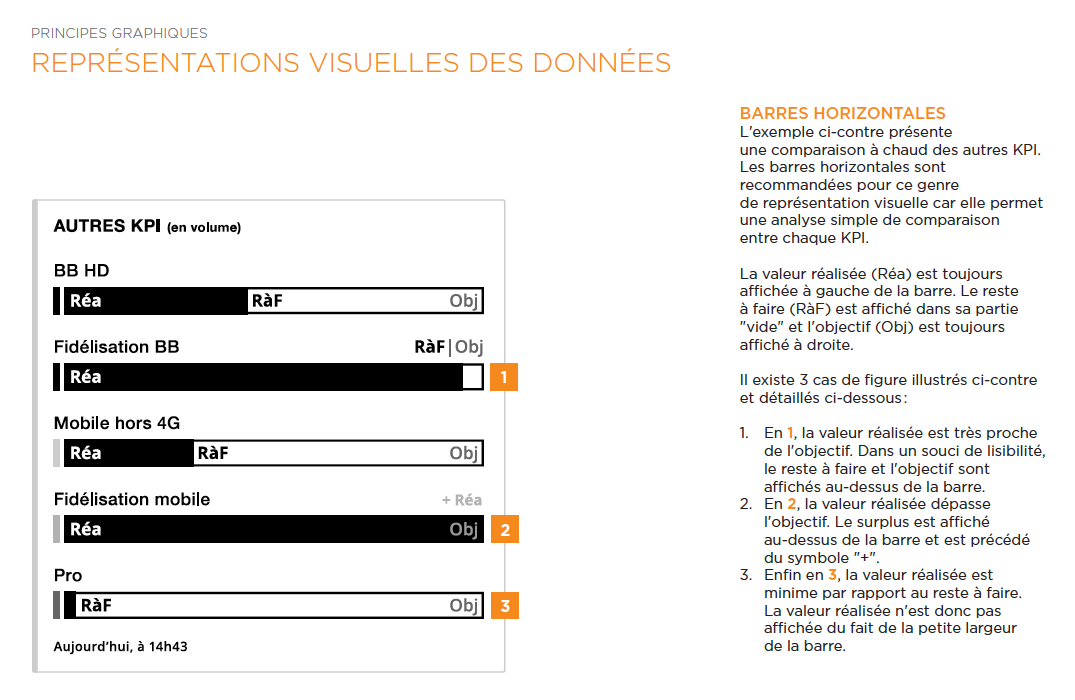 PRINCIPES GRAPHIQUES
REPRÉSENTATIONS VISUELLES DES DONNÉES
AUTRES KPI (en volume)
BB HD
Réa RàF Obj
Fidélisation BB RàF|Obj
Réa 1
Mobile hors 4G
Réa RàF Obj
Fidélisation mobile + Réa
Réa Obj 2
Pro
RàF Obj 3
Aujourd'hui, à 14h43
BARRES HORIZONTALES
L'exemple ci-contre présente
une comparaison à chaud des autres KPI.
Les barres horizontales sont
recommandées pour ce genre
de représentation visuelle car elle permet
une analyse simple de comparaison
entre chaque KPI.
La valeur réalisée (Réa) est toujours
affichée à gauche de la barre. Le reste
à faire (RàF) est affiché dans sa partie
"vide" et l'objectif (Obj) est toujours
affiché à droite.
Il existe 3 cas de figure illustrés ci-contre
et détaillés ci-dessous :
1. En 1, la valeur réalisée est très proche
de l'objectif. Dans un souci de lisibilité,
le reste à faire et l'objectif sont
affichés au-dessus de la barre.
2. En 2, la valeur réalisée dépasse
l'objectif. Le surplus est affiché
au-dessus de la barre et est précédé
du symbole "+".
3. Enfin en 3, la valeur réalisée est
minime par rapport au reste à faire.
La valeur réalisée n'est donc pas
affichée du fait de la petite largeur
de la barre.